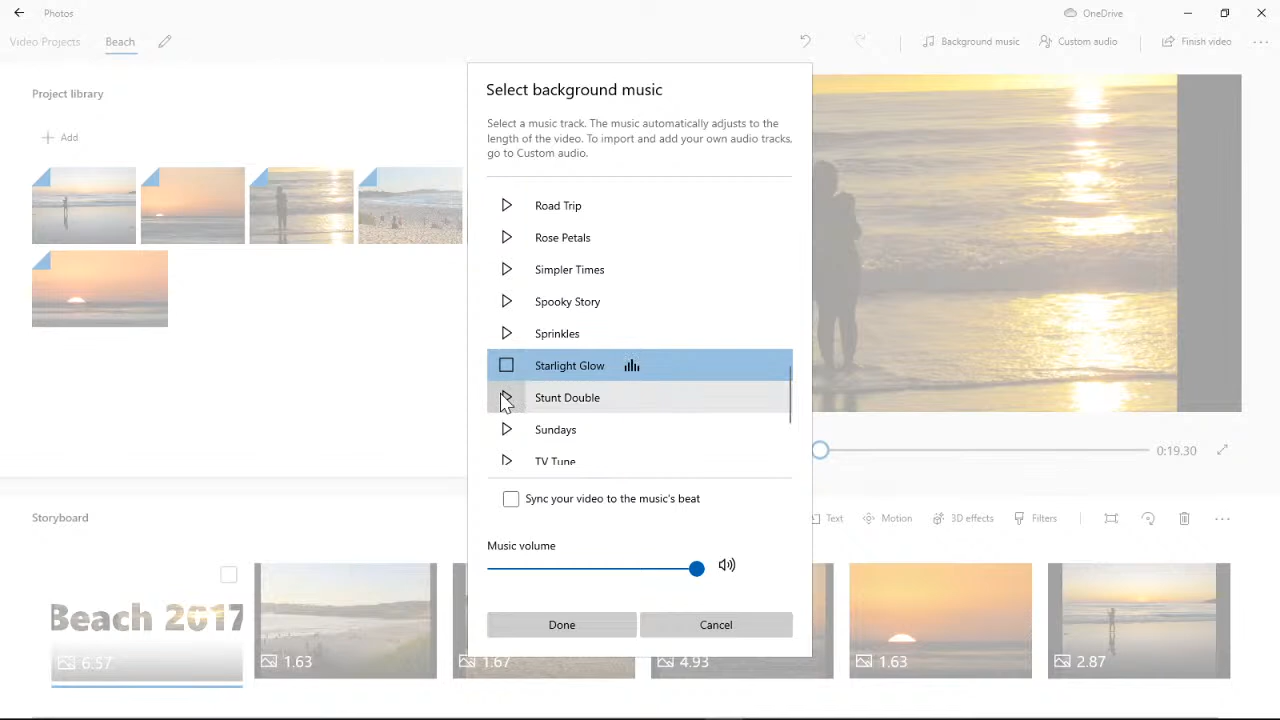 Photos
OneDrive
Video Projects
Beach
Background music
Custom audio
Finish video
Project library
Add
Select background music
Select a music track. The music automatically adjusts to the
length of the video. To import and add your own audio tracks,
go to Custom audio.
Road Trip
Rose Petals
Simpler Times
Spooky Story
Sprinkles
Starlight Glow
Stunt Double
Sundays
TV Tune
Sync your video to the music's beat
Music volume
Done
Cancel
0:19.30
Storyboard
Text
Motion
3D effects
Filters
Beach 2017
6.57
1.63
1.67
4.93
1.63
2.87